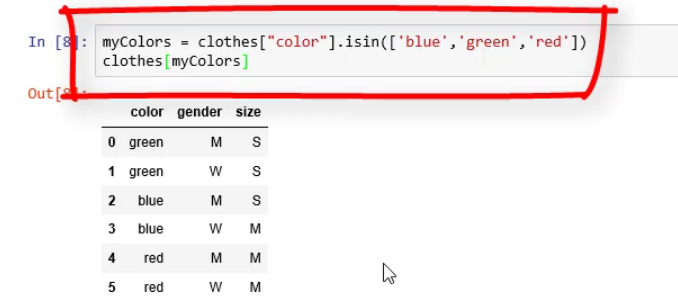 In [8]: myColors = clothes["color"].isin(['blue','green','red'])
clothes[myColors]
Out[8]:
color gender size
0 green M S
1 green W S
2 blue M S
3 blue W M
4 red M M
5 red W M